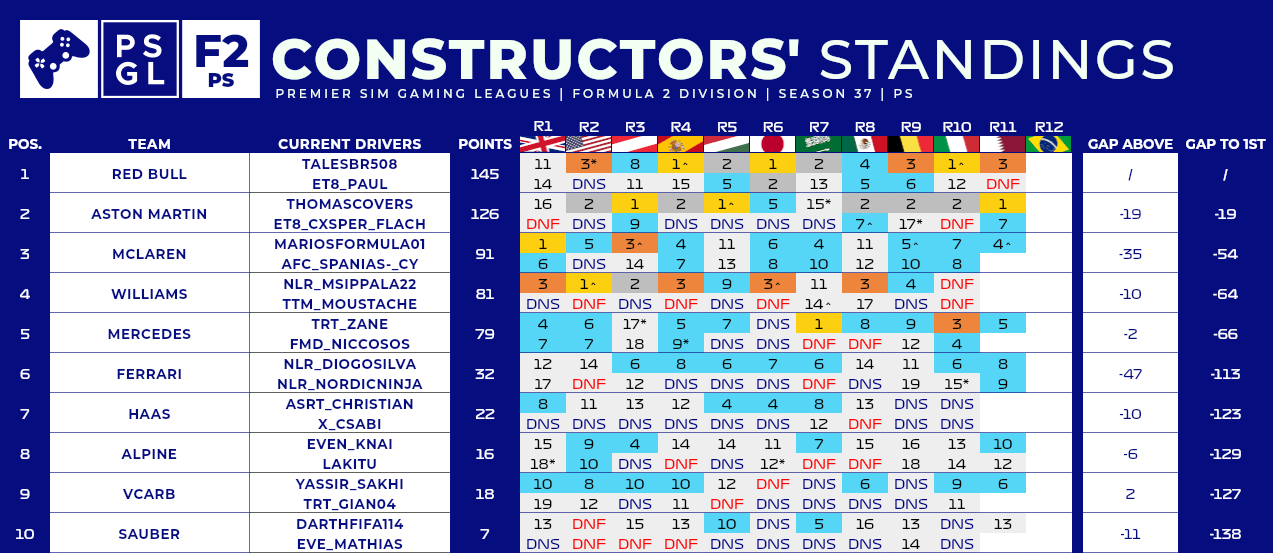 PS
GL
F2
PS
CONSTRUCTORS' STANDINGS
PREMIER SIM GAMING LEAGUES | FORMULA 2 DIVISION | SEASON 37 | PS
POS. TEAM CURRENT DRIVERS POINTS R1 R2 R3 R4 R5 R6 R7 R8 R9 R10 R11 R12 GAP ABOVE GAP TO 1ST
1 RED BULL 145 / /
TALESBR508 11 3* 8 1^ 2 1 2 4 3 1^ 3
ET8_PAUL 14 DNS 11 15 5 2 13 5 6 12 DNF
2 ASTON MARTIN 126 -19 -19
THOMASCOVERS 16 2 1 2 1^ 5 15* 2 2 2 1
ET8_CXSPER_FLACH DNF DNS 9 DNS DNS DNS DNS 7^ 17* DNF 7
3 MCLAREN 91 -35 -54
MARIOSFORMULA01 1 5 3^ 4 11 6 4 11 5^ 7 4^
AFC_SPANIAS-_CY 6 DNS 14 7 13 8 10 12 10 8
4 WILLIAMS 81 -10 -64
NLR_MSIPPALA22 3 1^ 2 3 9 3^ 11 3 4 DNF
TTM_MOUSTACHE DNS DNF DNS DNF DNS DNF 14^ 17 DNS DNF
5 MERCEDES 79 -2 -66
TRT_ZANE 4 6 17* 5 7 DNS 1 8 9 3 5
FMD_NICCOSOS 7 7 18 9* DNS DNS DNF DNF 12 4
6 FERRARI 32 -47 -113
NLR_DIOGOSILVA 12 14 6 8 6 7 6 14 11 6 8
NLR_NORDICNINJA 17 DNF 12 DNS DNS DNS DNF DNS 19 15* 9
7 HAAS 22 -10 -123
ASRT_CHRISTIAN 8 11 13 12 4 4 8 13 DNS DNS
X_CSABI DNS DNS DNS DNS DNS DNS 12 DNF DNS DNS
8 ALPINE 16 -6 -129
EVEN_KNAI 15 9 4 14 14 11 7 15 16 13 10
LAKITU 18* 10 DNS DNF DNS 12* DNF DNF 18 14 12
9 VCARB 18 2 -127
YASSIR_SAKHI 10 8 10 10 12 DNF DNS 6 DNS 9 6
TRT_GIAN04 19 12 DNS 11 DNF DNS DNS DNS DNS 11
10 SAUBER 7 -11 -138
DARTHFIFA114 13 DNF 15 13 10 DNS 5 16 13 DNS 13
EVE_MATHIAS DNS DNF DNF DNF DNS DNS DNS DNS 14 DNS